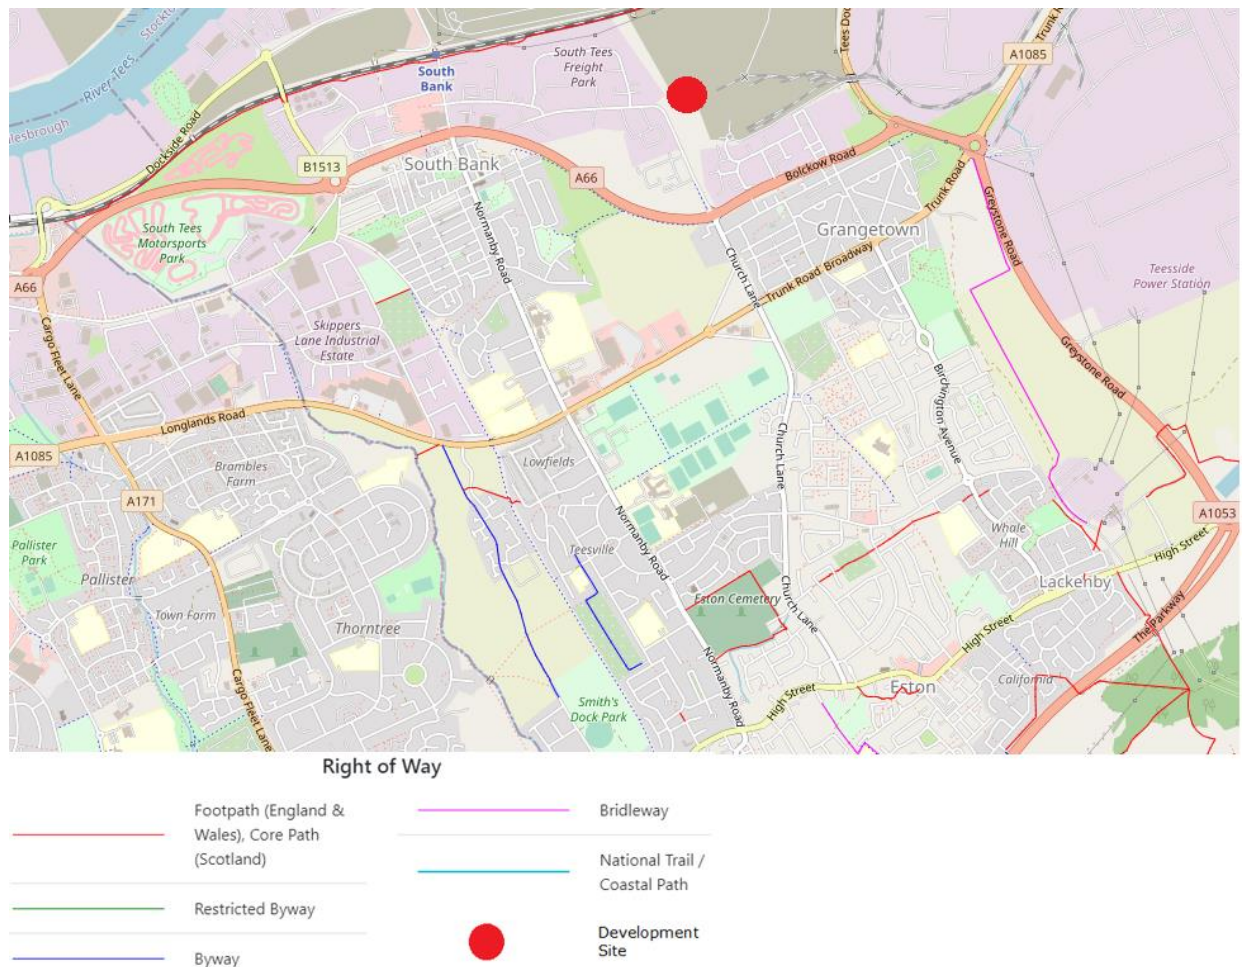 River Tees
Stockto
dlesbrough
Dockside Road
South
Bank
South Tees
Freight
Park
Tees Doc
Trunk R
A1085
B1513
South Bank
A66
Bolckow Road
Trunk Road
Greystone Road
South Tees
Motorsports
Park
Normanby Road
Grangetown
Church Lane
Trunk Road Broadway
Teesside
Power Station
A66
Cargo Fleet Lane
Skippers
Lane Industrial
Estate
Greystone Road
Birchington Avenue
Longlands Road
A1085
Brambles
Farm
Lowfields
Church Lane
A171
Normanby Road
A1053
Pallister
Park
Pallister
Teesville
Whale
Hill
High Street
Lackenby
Town Farm
Thorntree
Eston Cemetery
Church Lane
High Street
The Parkway
Cargo Fleet Lane
Smith's
Dock Park
Normanby Road
High Street
Eston
California
Right of Way
Footpath (England &
Wales), Core Path
(Scotland)
Restricted Byway
Byway
Bridleway
National Trail /
Coastal Path
Development
Site